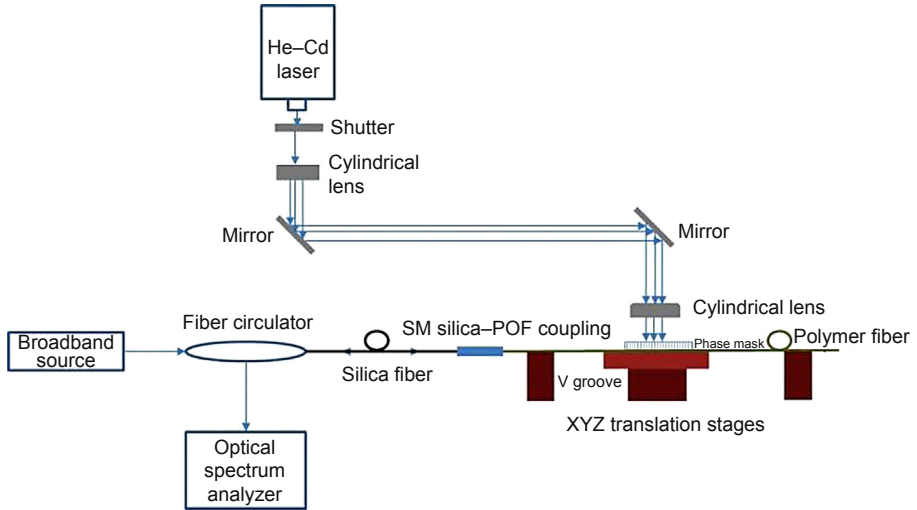 He–Cd
laser
Shutter
Cylindrical
lens
Mirror
Mirror
Cylindrical lens
Fiber circulator
SM silica–POF coupling
Phase mask
Polymer fiber
Broadband
source
Silica fiber
V groove
XYZ translation stages
Optical
spectrum
analyzer